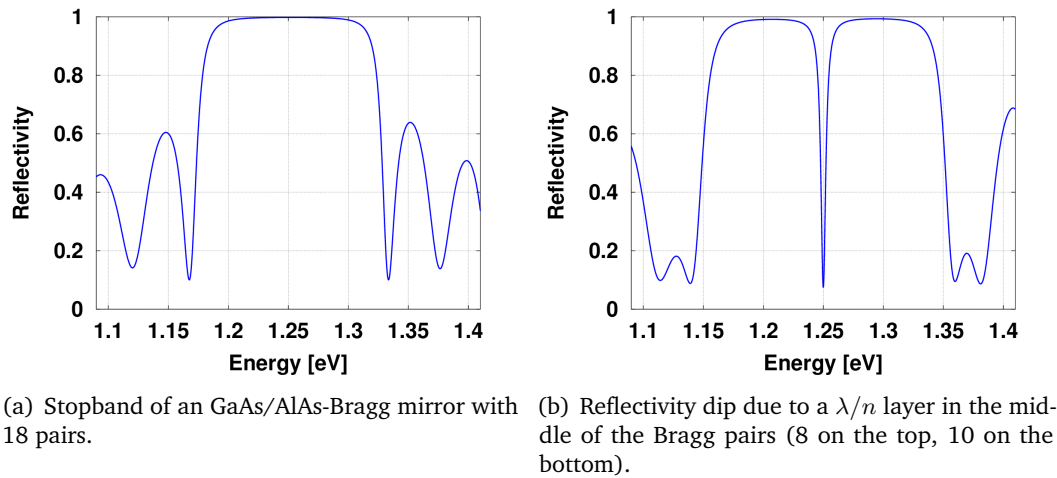 1
0.8
0.6
0.4
0.2
0
Reflectivity
1.1 1.15 1.2 1.25 1.3 1.35 1.4
Energy [eV]
(a) Stopband of an GaAs/AlAs-Bragg mirror with
18 pairs.
1
0.8
0.6
0.4
0.2
0
Reflectivity
1.1 1.15 1.2 1.25 1.3 1.35 1.4
Energy [eV]
(b) Reflectivity dip due to a λ/n layer in the mid-
dle of the Bragg pairs (8 on the top, 10 on the
bottom).